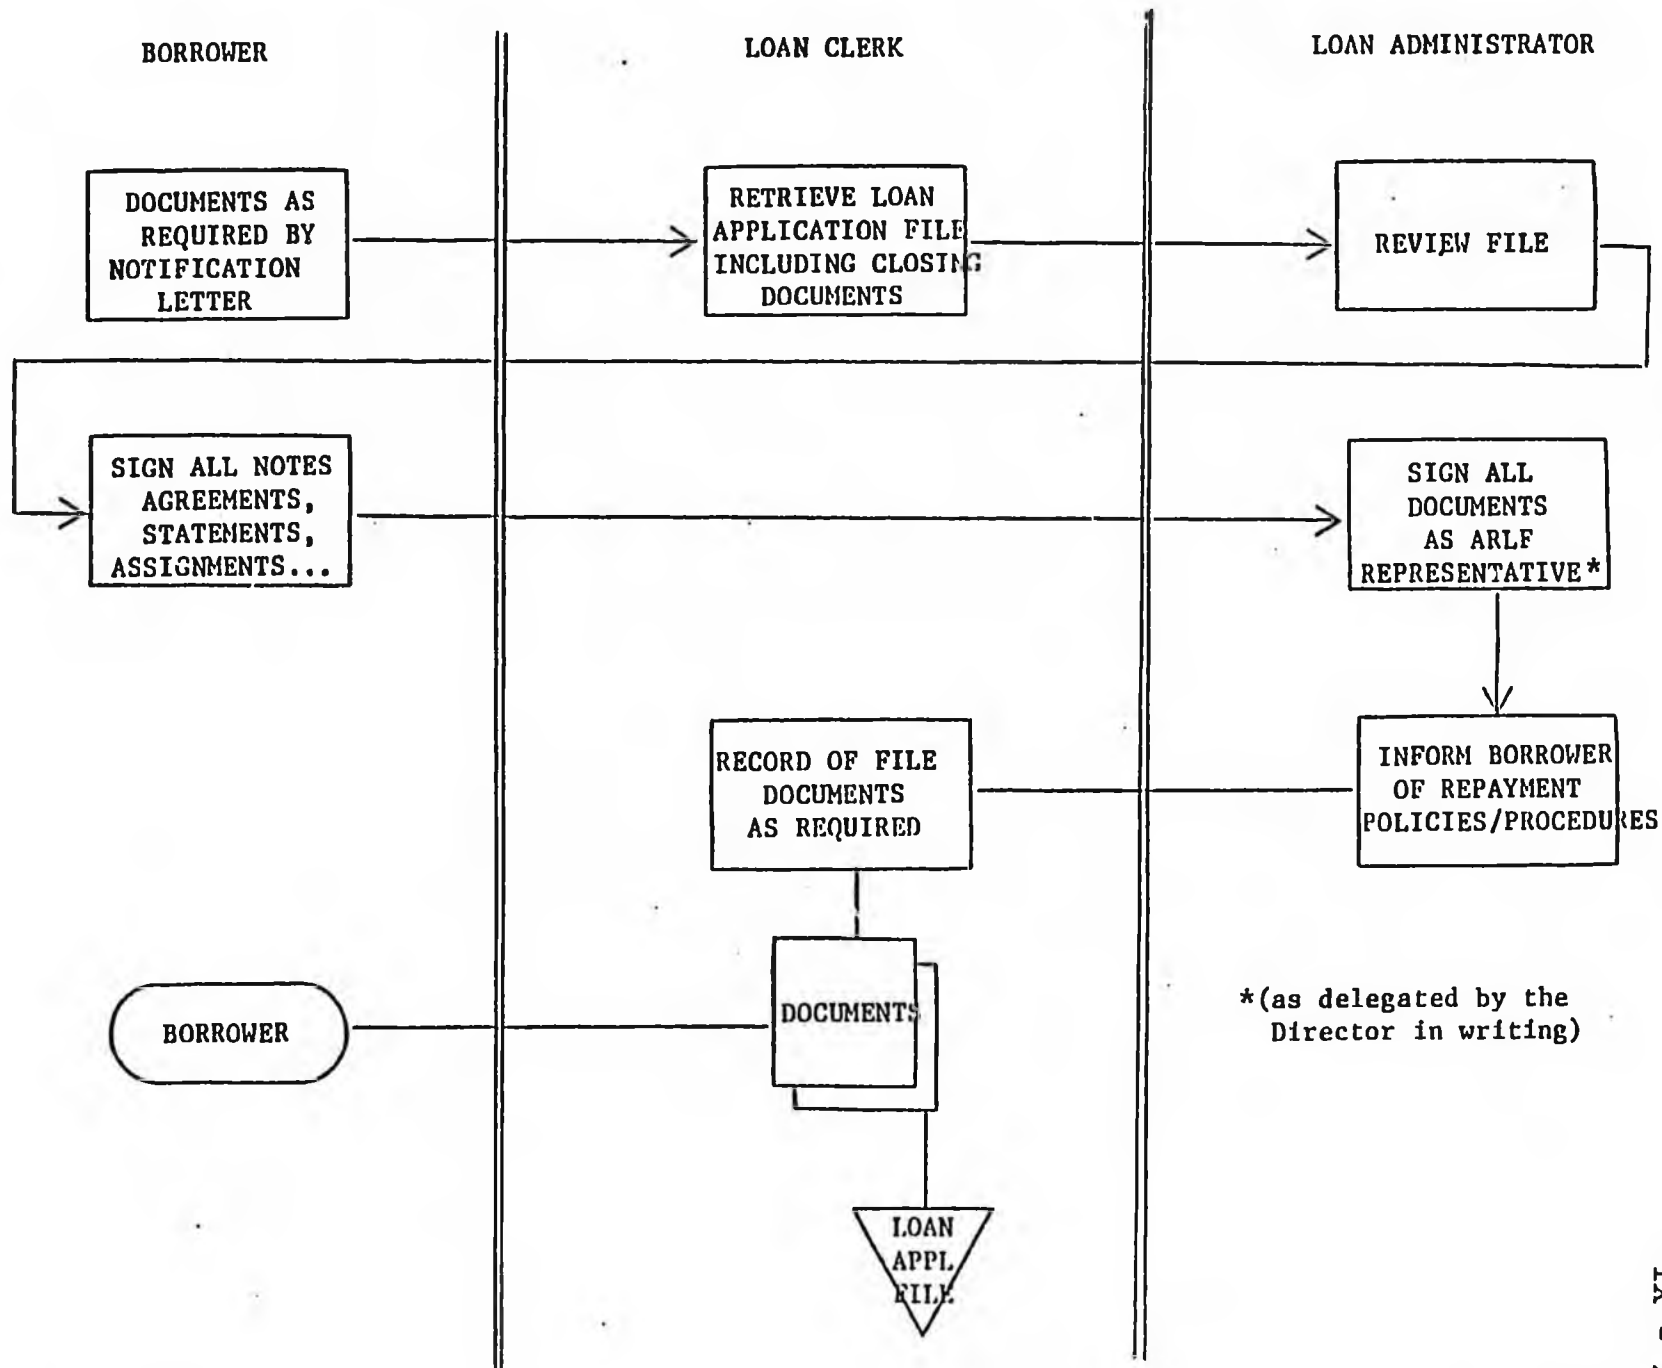 BORROWER
LOAN CLERK
LOAN ADMINISTRATOR
DOCUMENTS AS
REQUIRED BY
NOTIFICATION
LETTER
RETRIEVE LOAN
APPLICATION FILE
INCLUDING CLOSING
DOCUMENTS
REVIEW FILE
SIGN ALL NOTES
AGREEMENTS,
STATEMENTS,
ASSIGNMENTS...
SIGN ALL
DOCUMENTS
AS ARLF
REPRESENTATIVE*
RECORD OF FILE
DOCUMENTS
AS REQUIRED
INFORM BORROWER
OF REPAYMENT
POLICIES/PROCEDURES
BORROWER
DOCUMENTS
*(as delegated by the
Director in writing)
LOAN
APPL
FILE